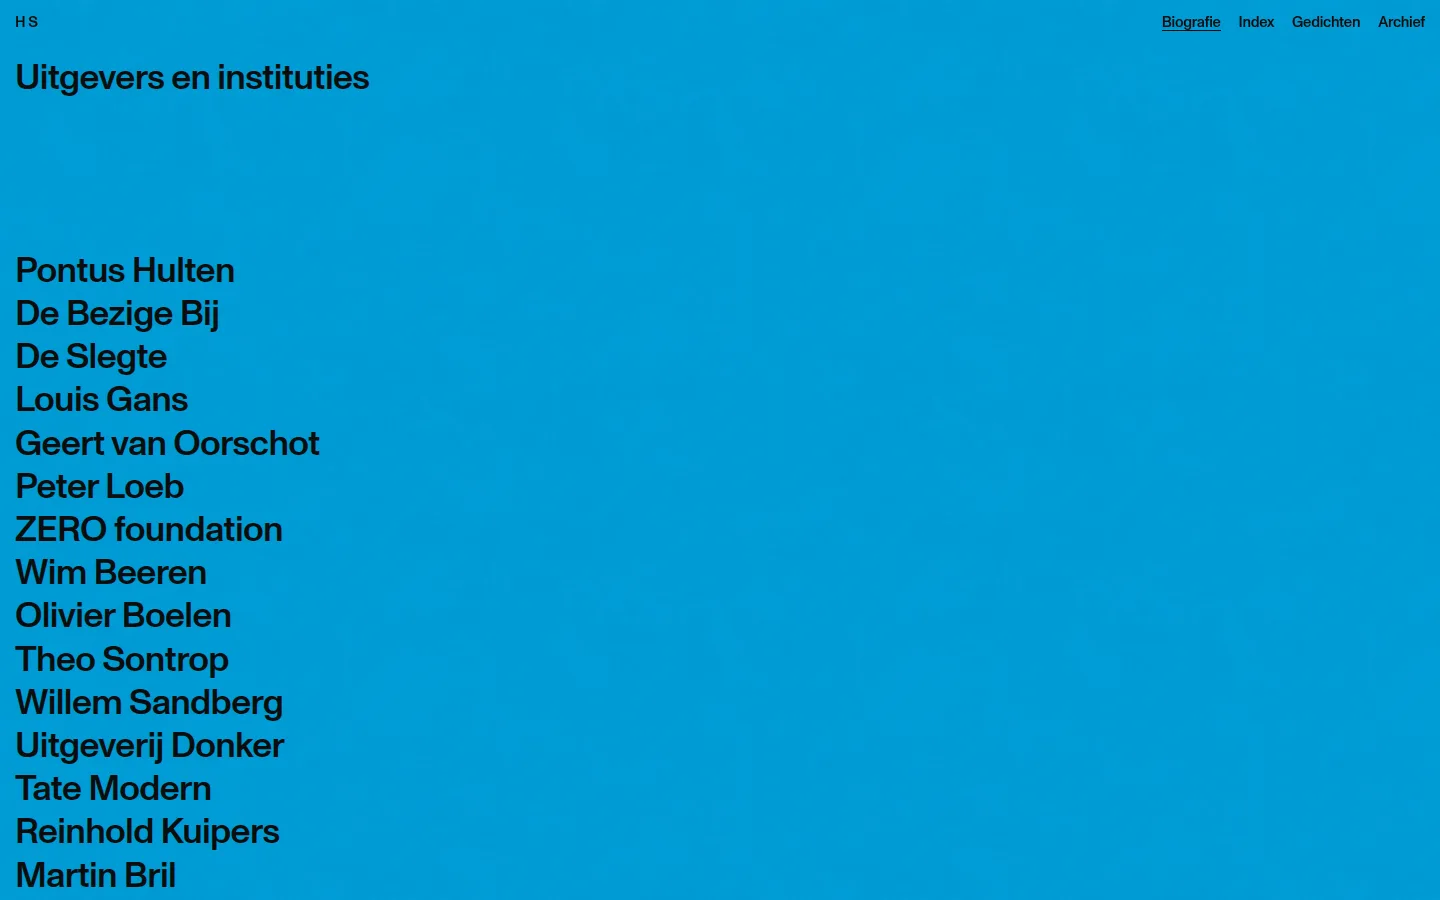 H S
Biografie Index Gedichten Archief
Uitgevers en instituties
Pontus Hulten
De Bezige Bij
De Slegte
Louis Gans
Geert van Oorschot
Peter Loeb
ZERO foundation
Wim Beeren
Olivier Boelen
Theo Sontrop
Willem Sandberg
Uitgeverij Donker
Tate Modern
Reinhold Kuipers
Martin Bril